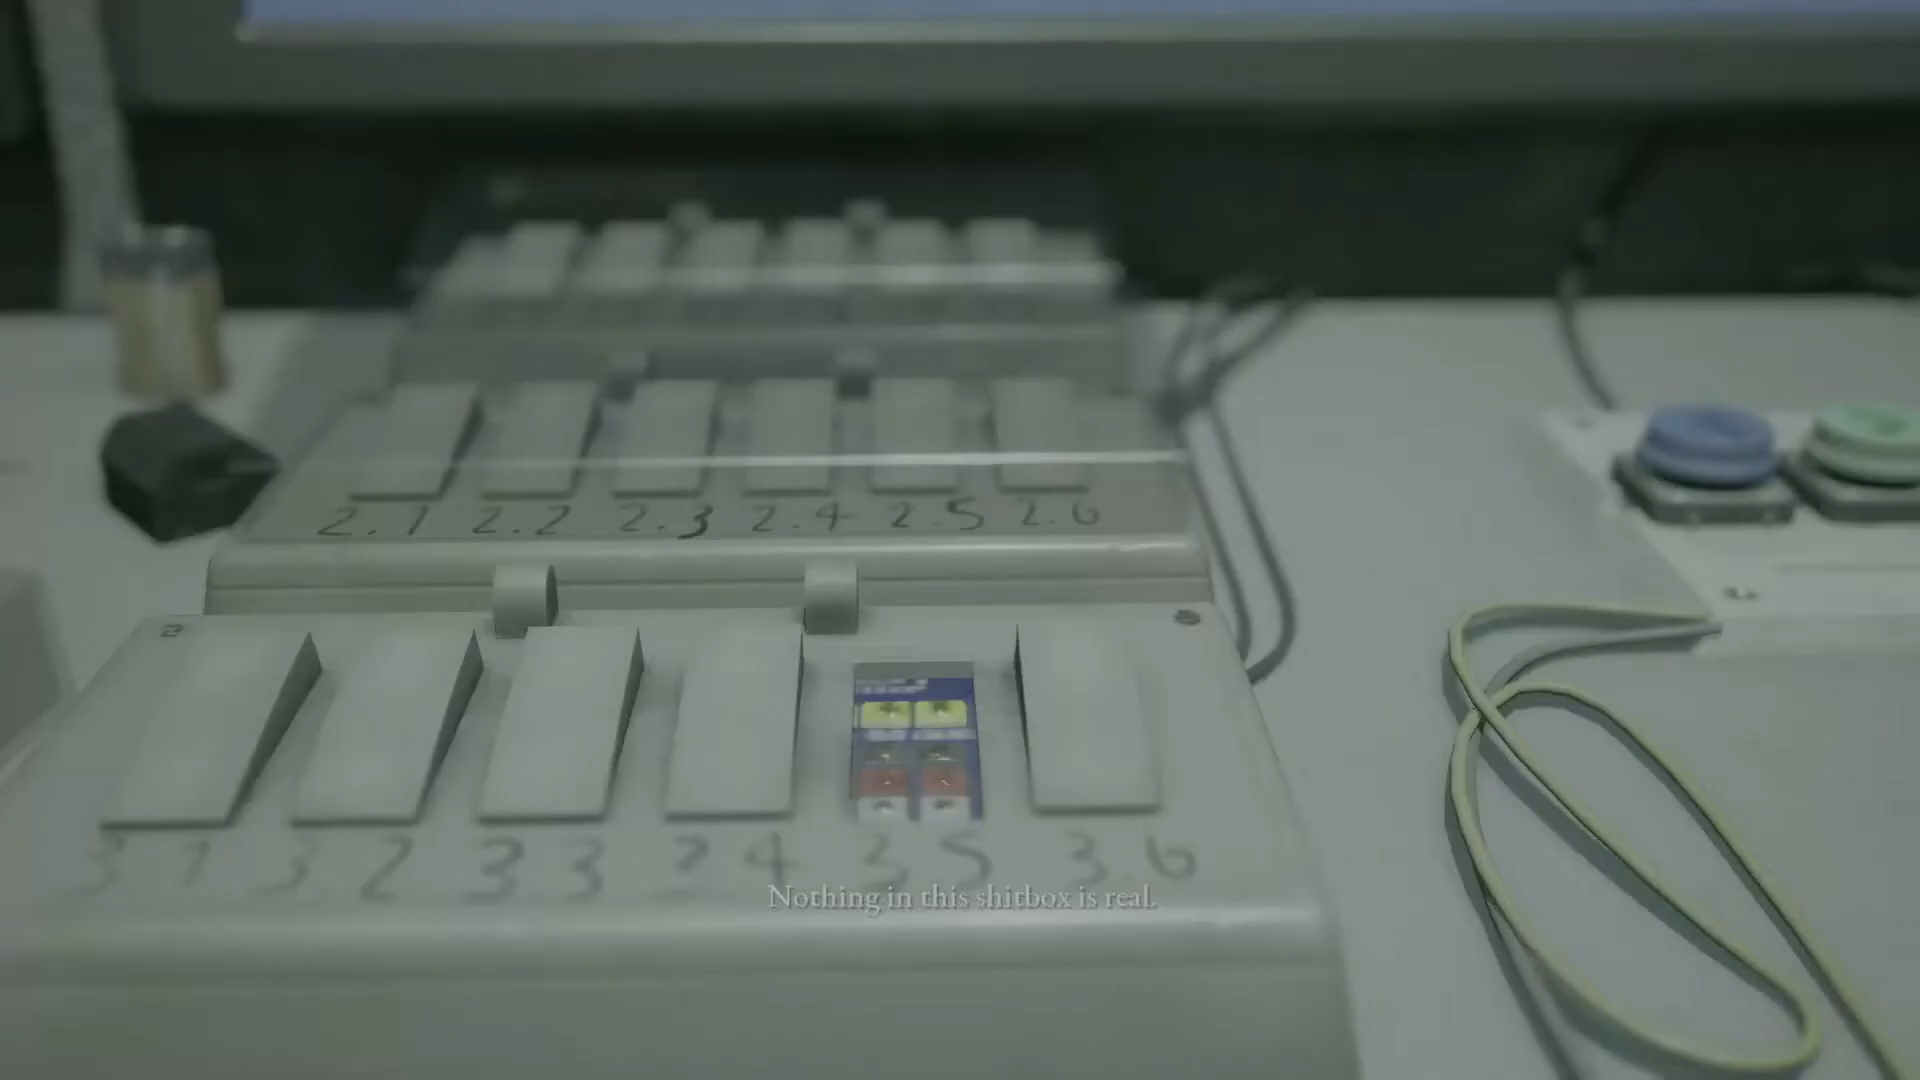 2.1 2.2 2.3 2.4 2.5 2.6
3 1 3 2 3 3 3 4 3 5 3.6
Nothing in this shitbox is real.